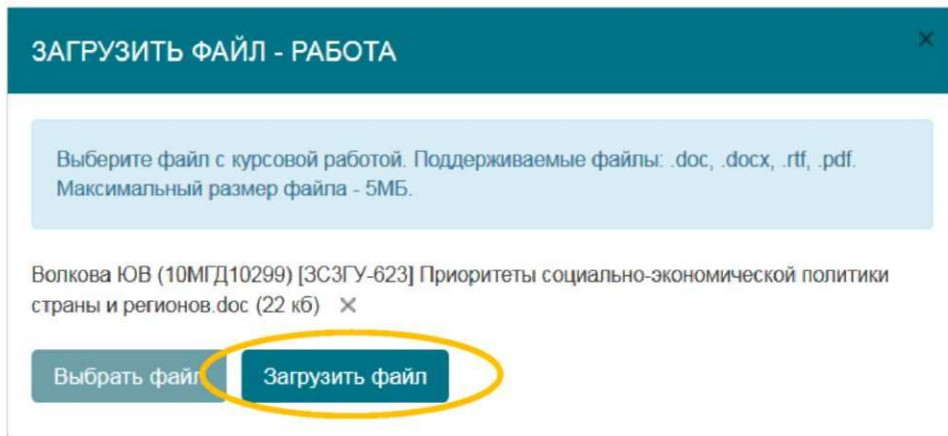 ЗАГРУЗИТЬ ФАЙЛ - РАБОТА
Выберите файл с курсовой работой. Поддерживаемые файлы: .doc, .docx, .rtf, .pdf.
Максимальный размер файла - 5МБ.
Волкова ЮВ (10МГД10299) [ЗСЗГУ-623] Приоритеты социально-экономической политики
страны и регионов.doc (22 кб) ×
Выбрать файл Загрузить файл